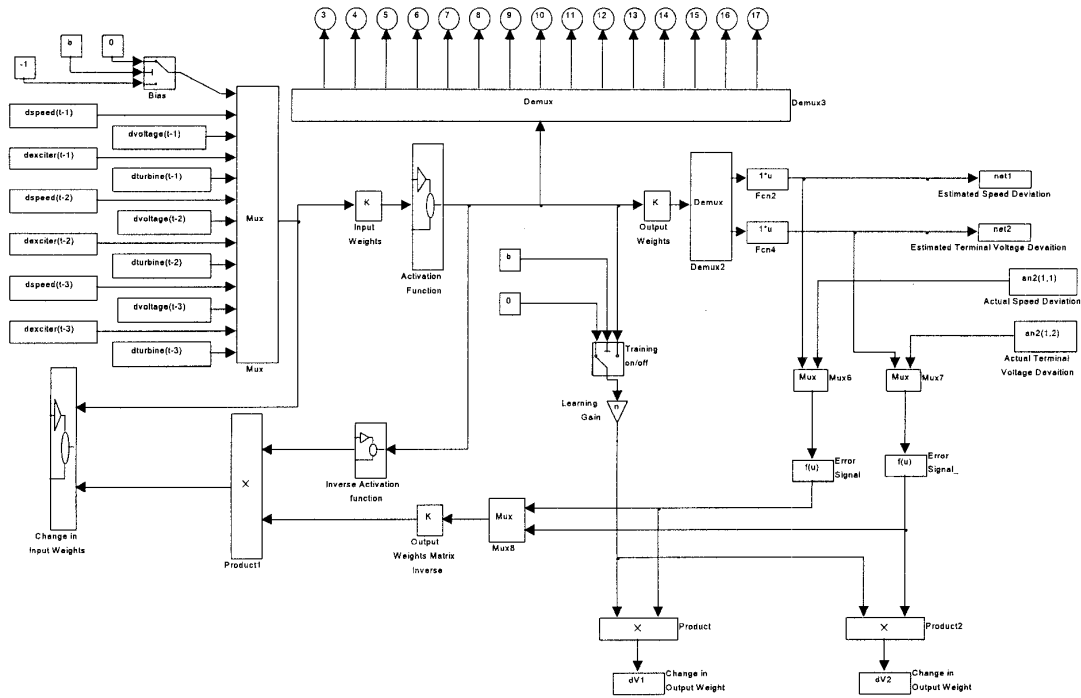 3 4 5 6 7 8 9 10 11 12 13 14 15 16 17
Demux
Demux3
-1
b
0
Bias
dspeed(t-1)
dvoltage(t-1)
dexciter(t-1)
dturbine(t-1)
dspeed(t-2)
dvoltage(t-2)
dexciter(t-2)
dturbine(t-2)
dspeed(t-3)
dvoltage(t-3)
dexciter(t-3)
dturbine(t-3)
Mux
Mux
K
Input
Weights
Activation
Function
K
Output
Weights
Demux
Demux2
1*u
Fcn2
1*u
Fcn4
net1
Estimated Speed Deviation
net2
Estimated Terminal Voltage Devaition
an2(1,1)
Actual Speed Deviation
an2(1,2)
Actual Terminal
Voltage Devaition
b
0
Training
on/off
Learning
Gain
n
Mux
Mux6
Mux
Mux7
f(u)
Error
Signal
f(u)
Error
Signal_
Change in
Input Weights
×
Product1
Inverse Activation
function
K
Output
Weights Matrix
Inverse
Mux
Mux8
×
Product
×
Product2
dV1
Change in
Output Weight
dV2
Change in
Output Weight